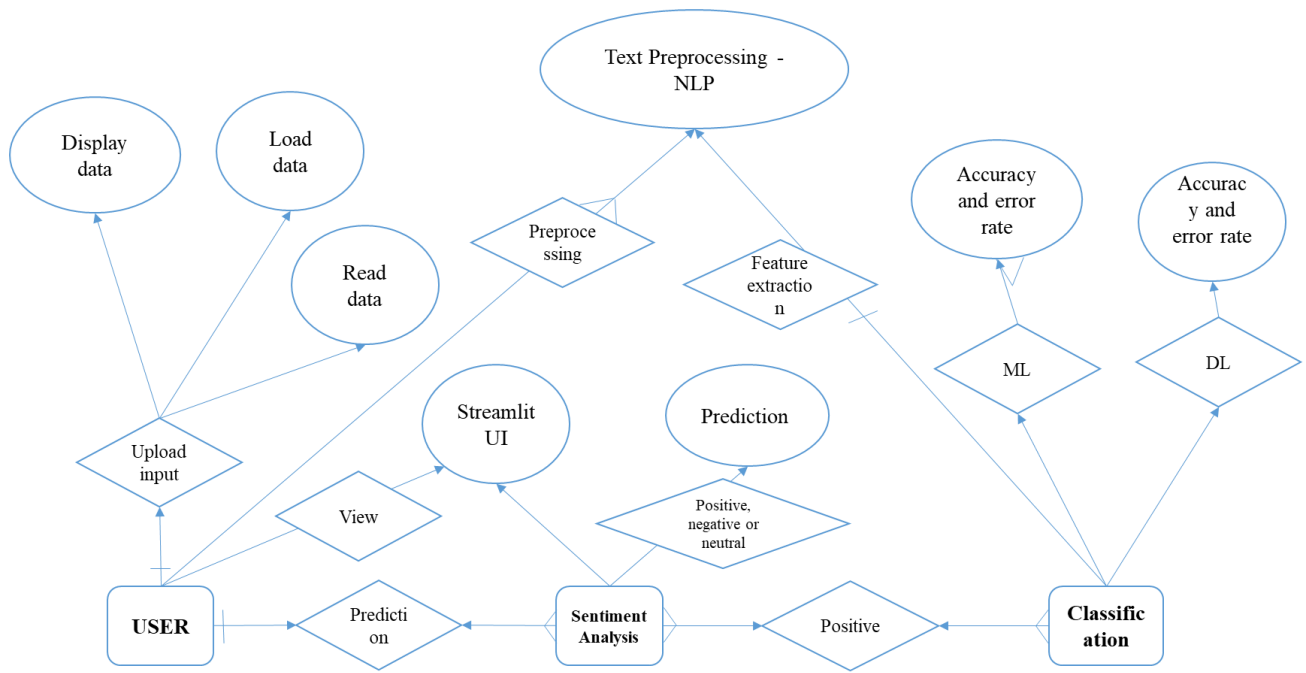 Text Preprocessing -
NLP
Display
data
Load
data
Accuracy
and error
rate
Accurac
y and
error rate
Preproce
ssing
Read
data
Feature
extractio
n
ML
DL
Streamlit
UI
Prediction
Upload
input
View
Positive,
negative or
neutral
USER
Predicti
on
Sentiment
Analysis
Positive
Classific
ation